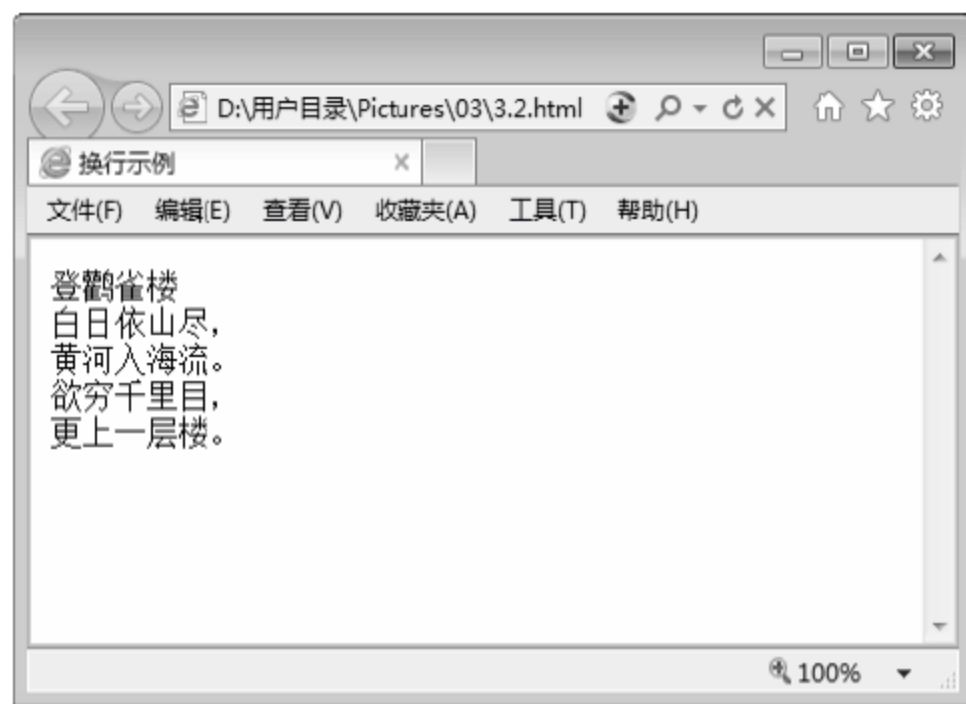 D:\用户目录\Pictures\03\3.2.html
换行示例
文件(F) 编辑(E) 查看(V) 收藏夹(A) 工具(T) 帮助(H)
登鹳雀楼
白日依山尽，
黄河入海流。
欲穷千里目，
更上一层楼。
100%